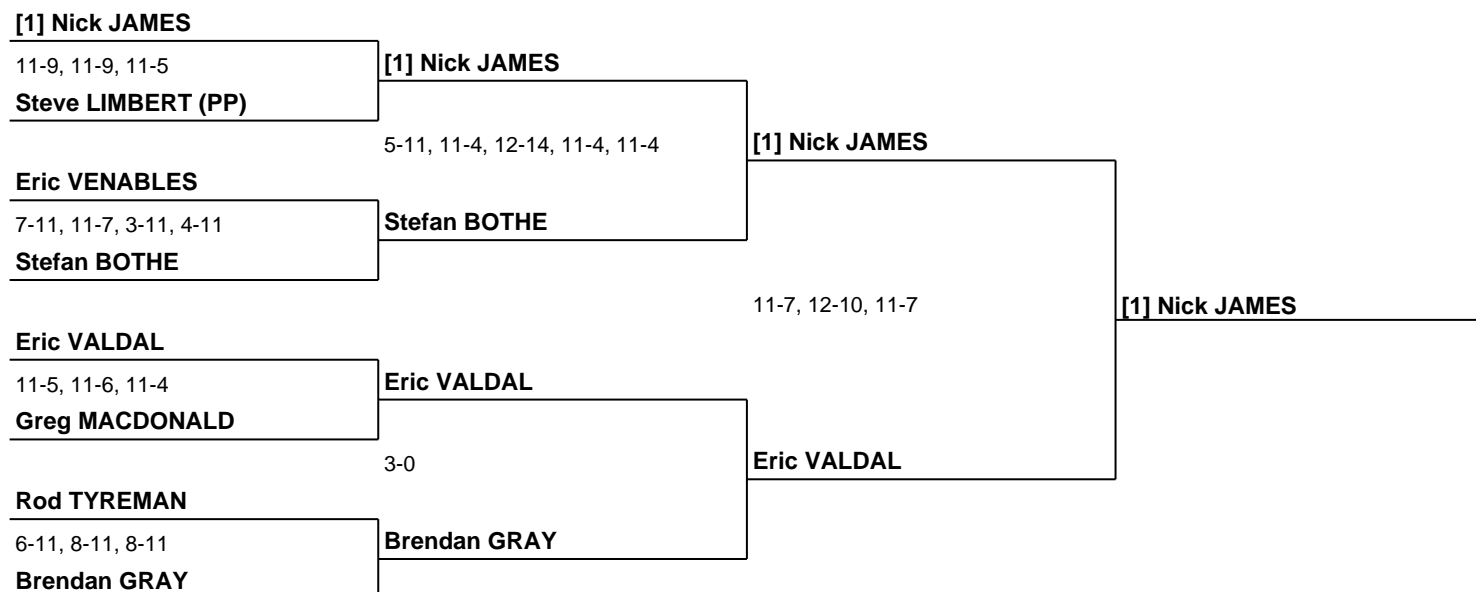 [1] Nick JAMES
11-9, 11-9, 11-5
Steve LIMBERT (PP)
Eric VENABLES
7-11, 11-7, 3-11, 4-11
Stefan BOTHE
Eric VALDAL
11-5, 11-6, 11-4
Greg MACDONALD
Rod TYREMAN
6-11, 8-11, 8-11
Brendan GRAY
[1] Nick JAMES
5-11, 11-4, 12-14, 11-4, 11-4
Stefan BOTHE
Eric VALDAL
3-0
Brendan GRAY
[1] Nick JAMES
11-7, 12-10, 11-7
Eric VALDAL
[1] Nick JAMES